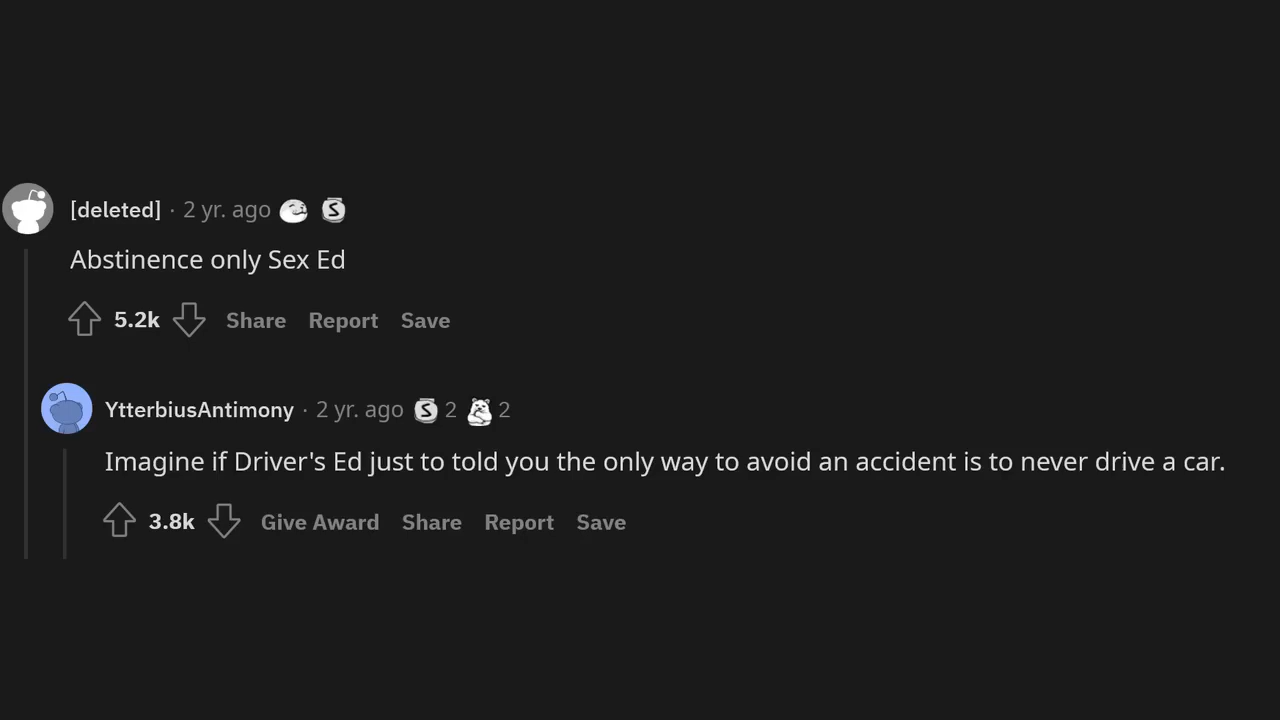 [deleted] · 2 yr. ago
Abstinence only Sex Ed
5.2k Share Report Save
YtterbiusAntimony · 2 yr. ago S 2 2
Imagine if Driver's Ed just to told you the only way to avoid an accident is to never drive a car.
3.8k Give Award Share Report Save